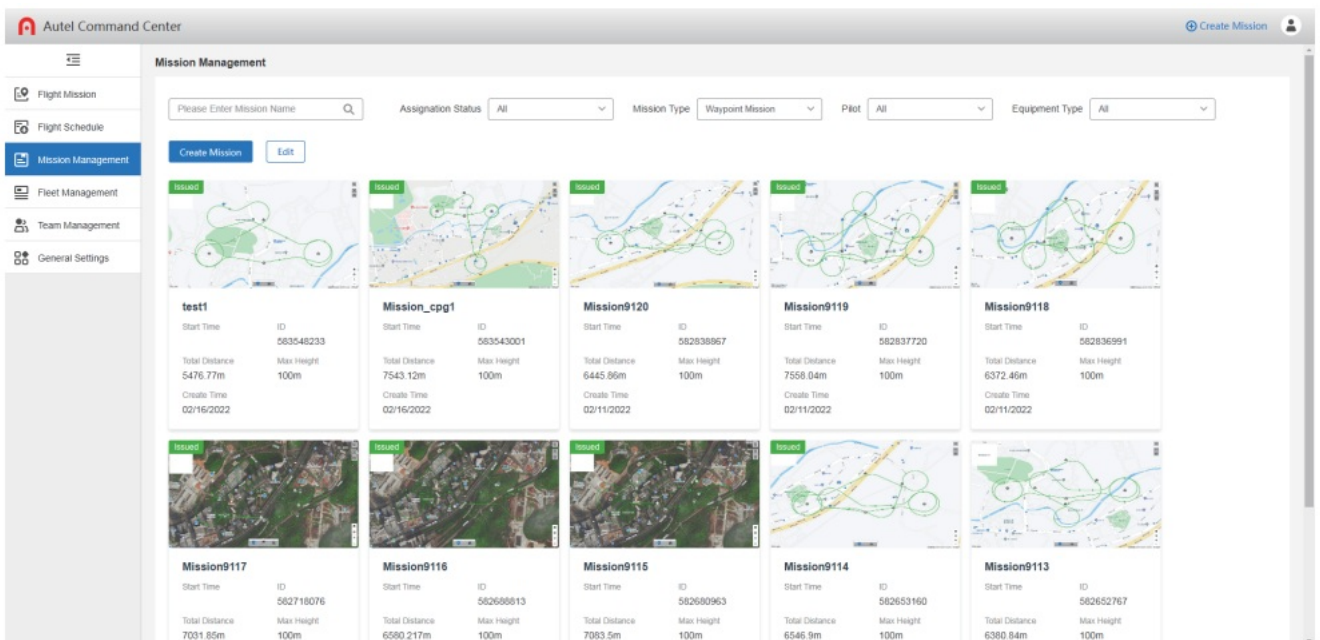 Autel Command Center
Create Mission
Mission Management
Flight Mission
Flight Schedule
Mission Management
Fleet Management
Team Management
General Settings
Please Enter Mission Name
Assignation Status All
Mission Type Waypoint Mission
Pilot All
Equipment Type All
Create Mission Edit
Issued Issued Issued Issued Issued
test1 Mission_cpg1 Mission9120 Mission9119 Mission9118
Start Time ID Start Time ID Start Time ID Start Time ID Start Time ID
583548233 583543001 582838867 582837720 582836991
Total Distance Max Height Total Distance Max Height Total Distance Max Height Total Distance Max Height Total Distance Max Height
5476.77m 100m 7543.12m 100m 6445.86m 100m 7558.04m 100m 6372.46m 100m
Create Time Create Time Create Time Create Time Create Time
02/16/2022 02/16/2022 02/11/2022 02/11/2022 02/11/2022
Issued Issued Issued Issued
Mission9117 Mission9116 Mission9115 Mission9114 Mission9113
Start Time ID Start Time ID Start Time ID Start Time ID Start Time ID
582718076 582688813 582680963 582653160 582652767
Total Distance Max Height Total Distance Max Height Total Distance Max Height Total Distance Max Height Total Distance Max Height
7031.85m 100m 6580.217m 100m 7083.5m 100m 6546.9m 100m 6380.84m 100m